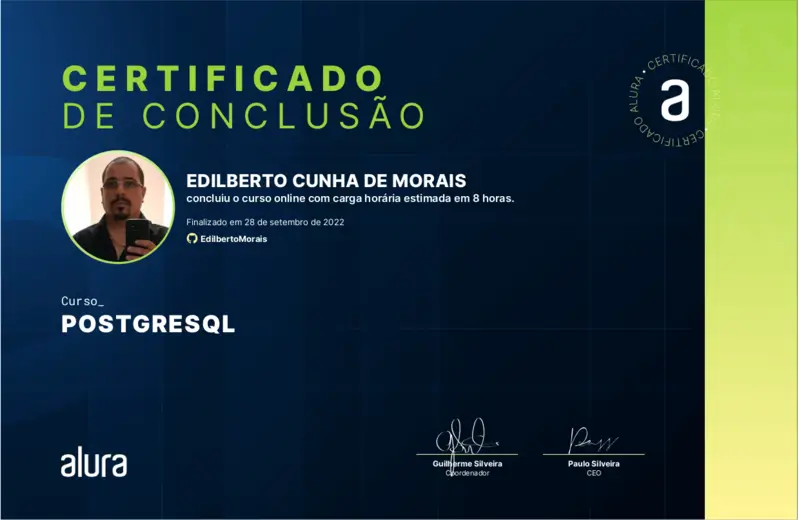 CERTIFICADO
DE CONCLUSÃO
CERTIFICADO ALURA • CERTIFICADO
a
EDILBERTO CUNHA DE MORAIS
concluiu o curso online com carga horária estimada em 8 horas.
Finalizado em 28 de setembro de 2022
EdilbertoMorais
Curso_
POSTGRESQL
alura
Guilherme Silveira
Coordenador
Paulo Silveira
CEO